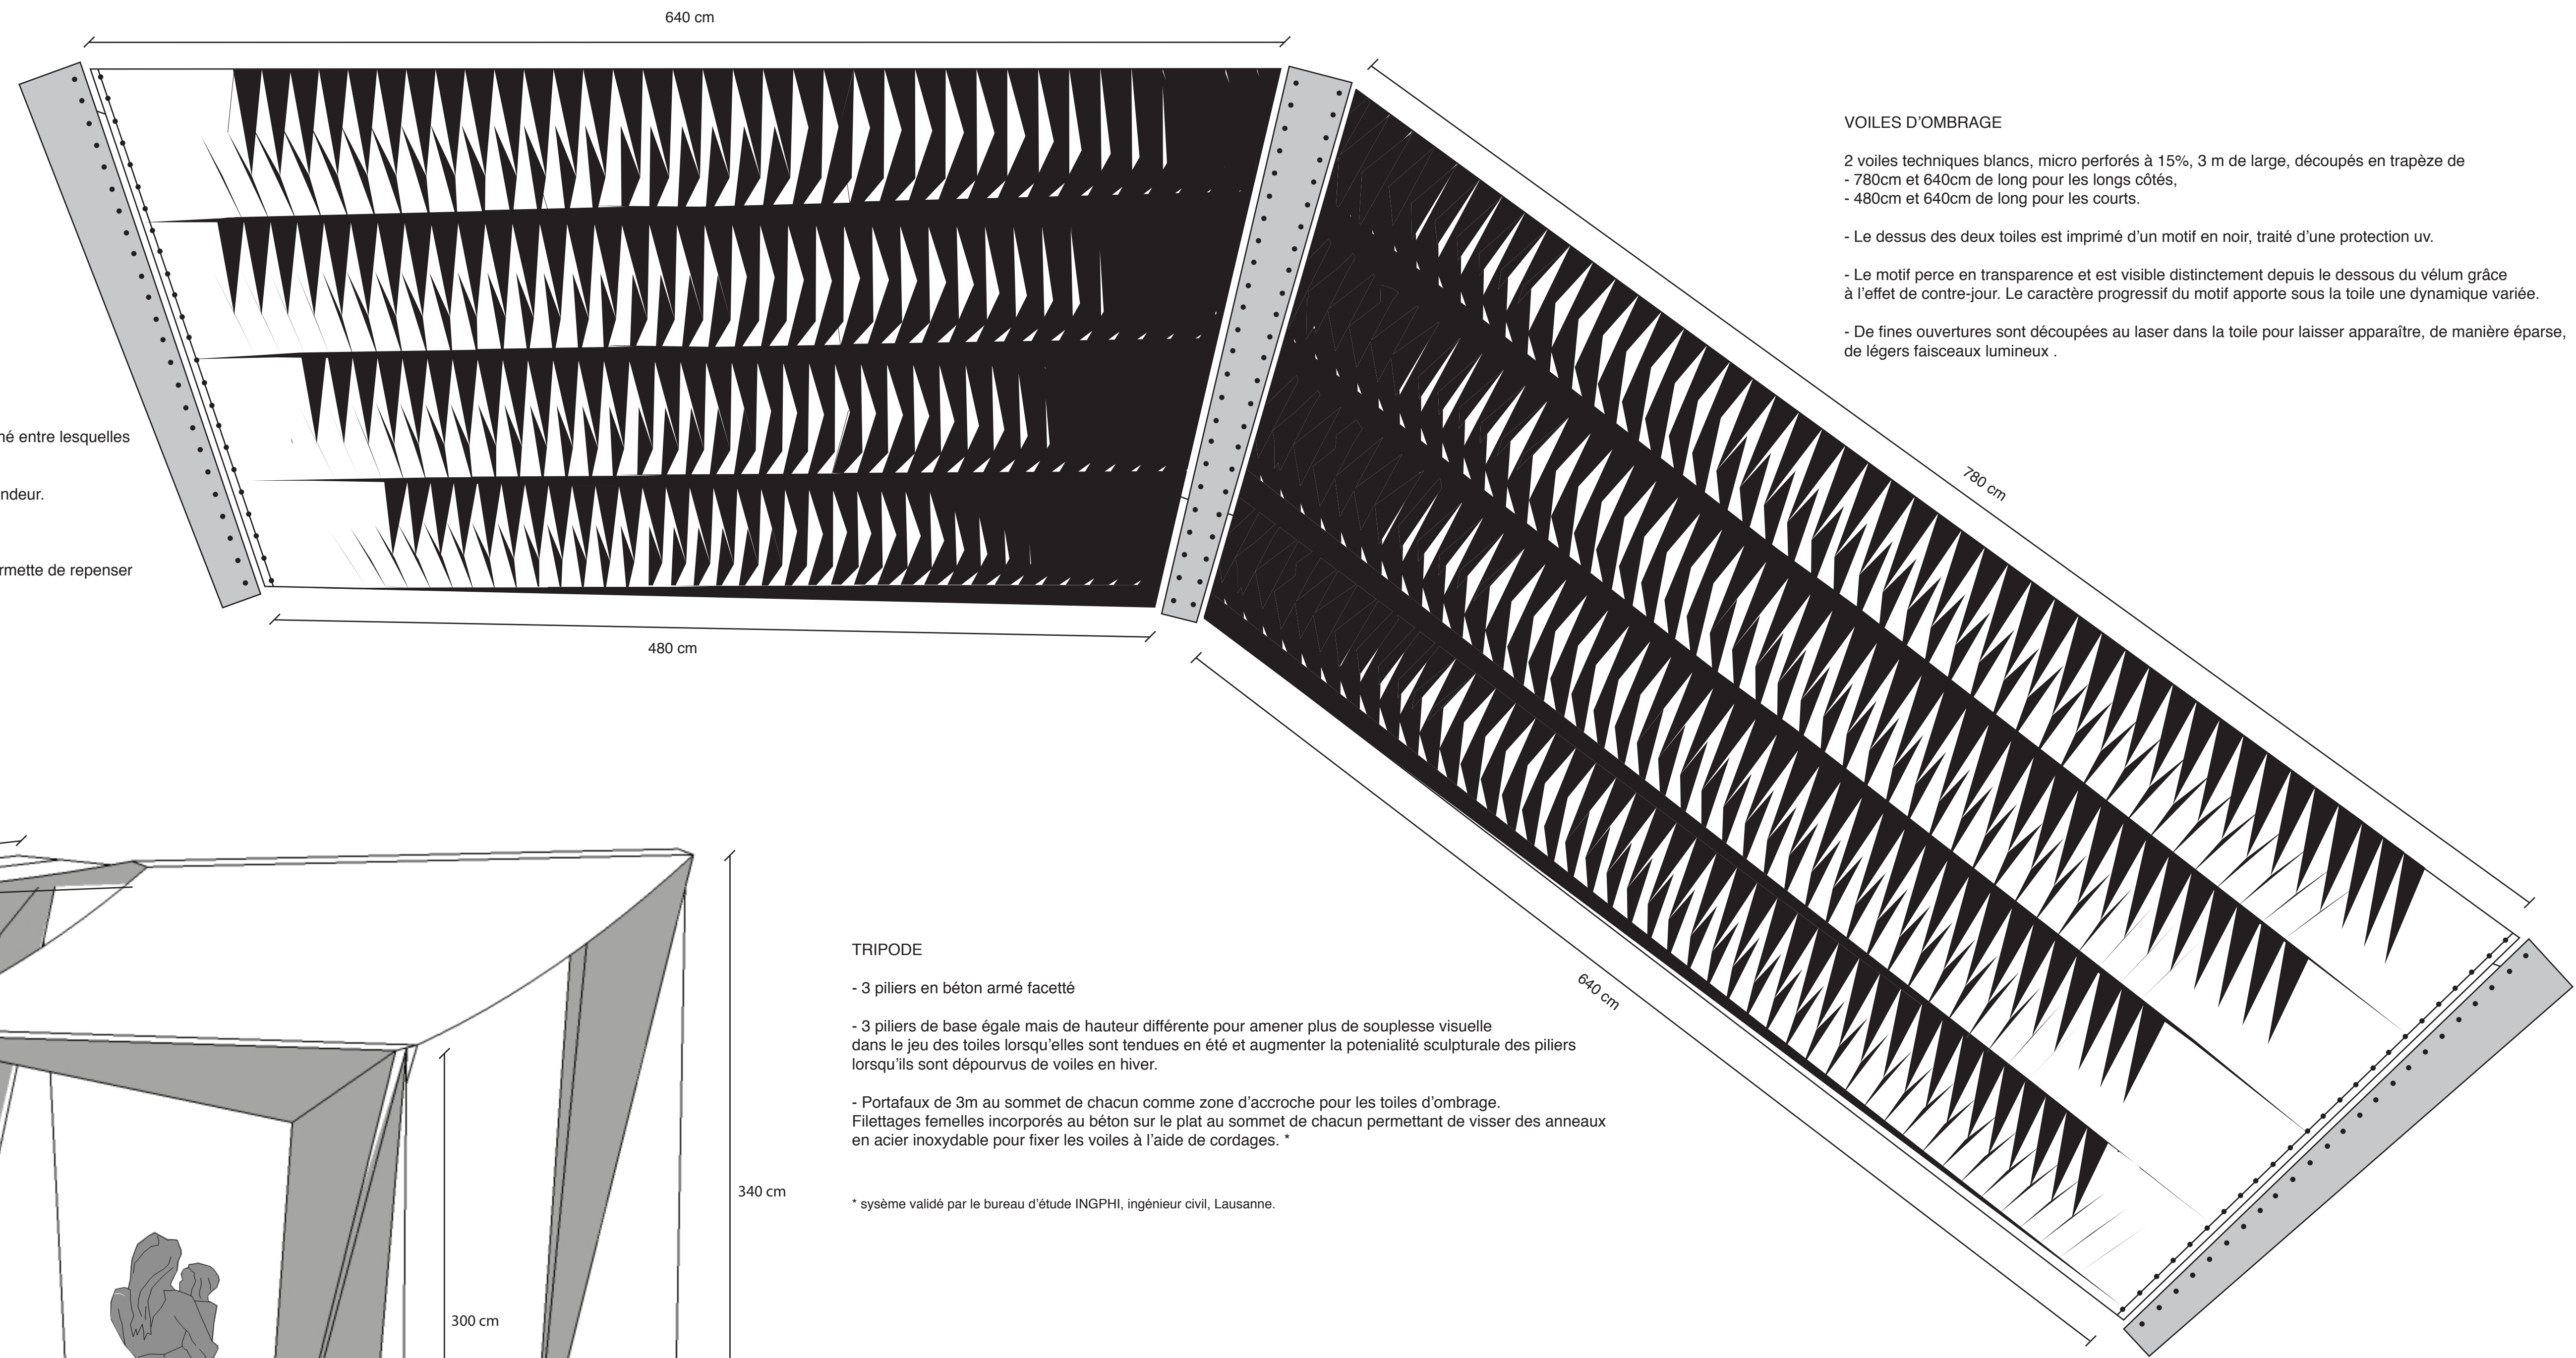 640 cm
VOILES D'OMBRAGE
2 voiles techniques blancs, micro perforés à 15%, 3 m de large, découpés en trapèze de
- 780cm et 640cm de long pour les longs côtés,
- 480cm et 640cm de long pour les courts.
- Le dessus des deux toiles est imprimé d'un motif en noir, traité d'une protection uv.
- Le motif perce en transparence et est visible distinctement depuis le dessous du vélum grâce
à l'effet de contre-jour. Le caractère progressif du motif apporte sous la toile une dynamique variée.
- De fines ouvertures sont découpées au laser dans la toile pour laisser apparaître, de manière éparse,
de légers faisceaux lumineux .
mé entre lesquelles
ndeur.
rmette de repenser
780 cm
480 cm
640 cm
TRIPODE
- 3 piliers en béton armé facetté
- 3 piliers de base égale mais de hauteur différente pour amener plus de souplesse visuelle
dans le jeu des toiles lorsqu'elles sont tendues en été et augmenter la potenialité sculpturale des piliers
lorsqu'ils sont dépourvus de voiles en hiver.
- Portafaux de 3m au sommet de chacun comme zone d'accroche pour les toiles d'ombrage.
Filettages femelles incorporés au béton sur le plat au sommet de chacun permettant de visser des anneaux
en acier inoxydable pour fixer les voiles à l'aide de cordages. *
* sysème validé par le bureau d'étude INGPHI, ingénieur civil, Lausanne.
340 cm
300 cm